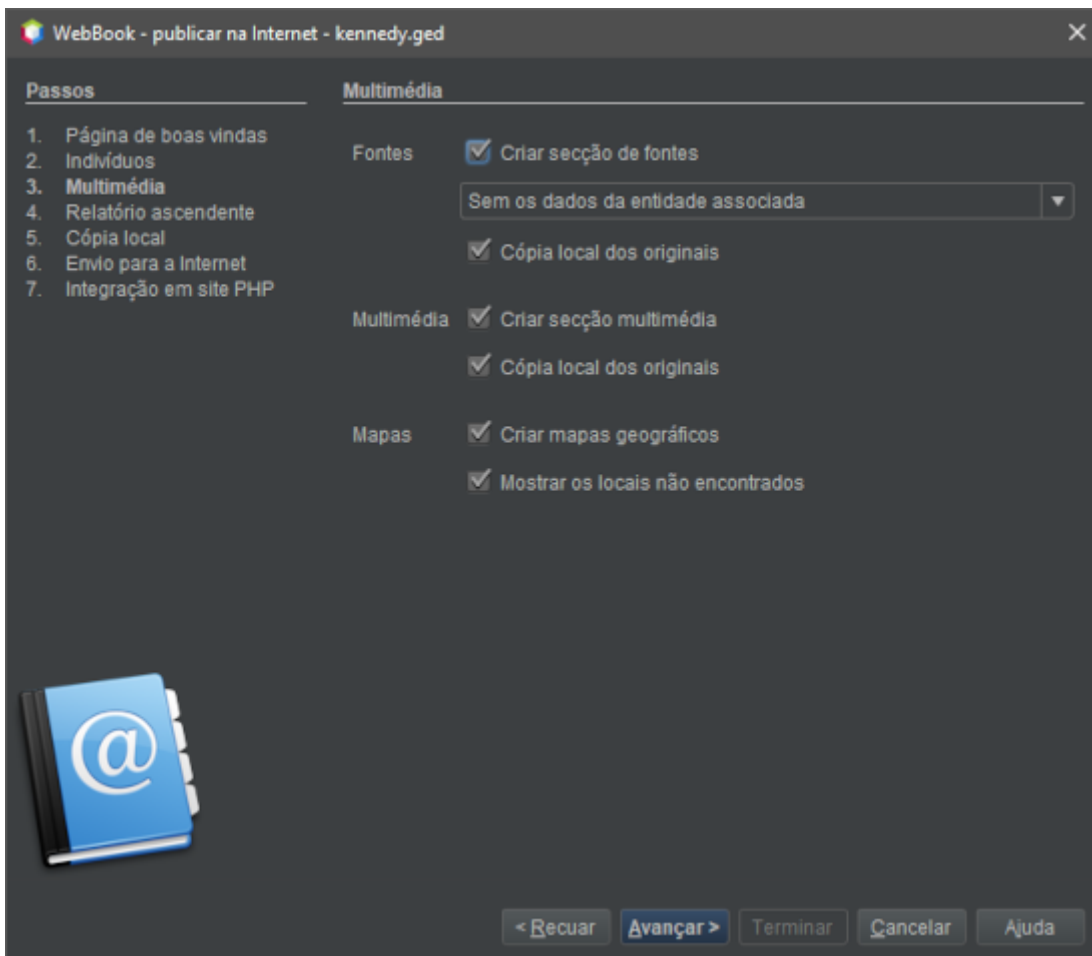 WebBook - publicar na Internet - kennedy.ged
Passos
1. Página de boas vindas
2. Indivíduos
3. Multimédia
4. Relatório ascendente
5. Cópia local
6. Envio para a Internet
7. Integração em site PHP
Multimédia
Fontes Criar secção de fontes
Sem os dados da entidade associada
Cópia local dos originais
Multimédia Criar secção multimédia
Cópia local dos originais
Mapas Criar mapas geográficos
Mostrar os locais não encontrados
@
< Recuar Avançar > Terminar Cancelar Ajuda